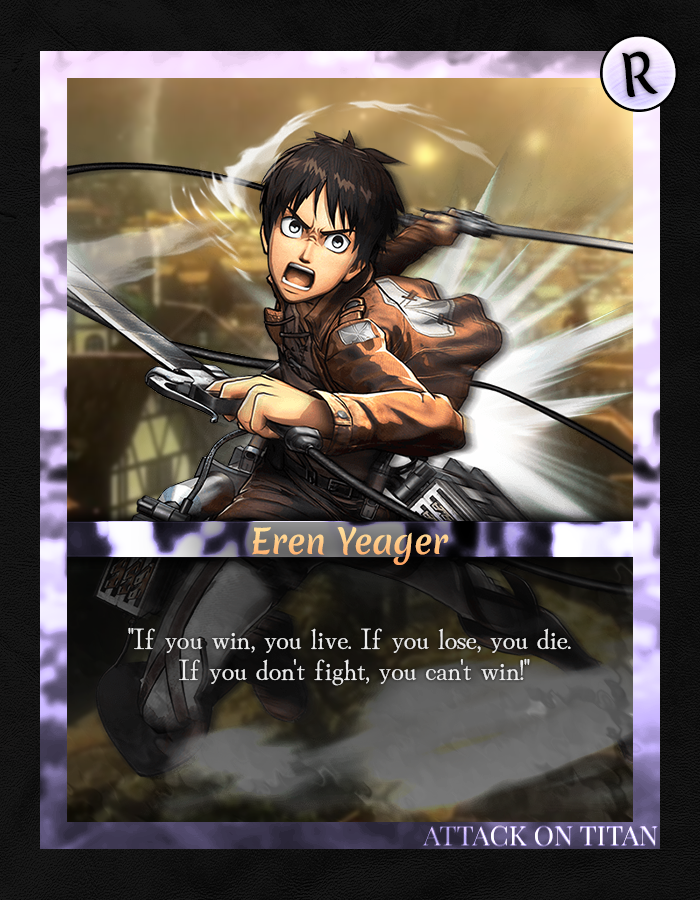 R
Eren Yeager
"If you win, you live. If you lose, you die.
If you don't fight, you can't win!"
ATTACK ON TITAN